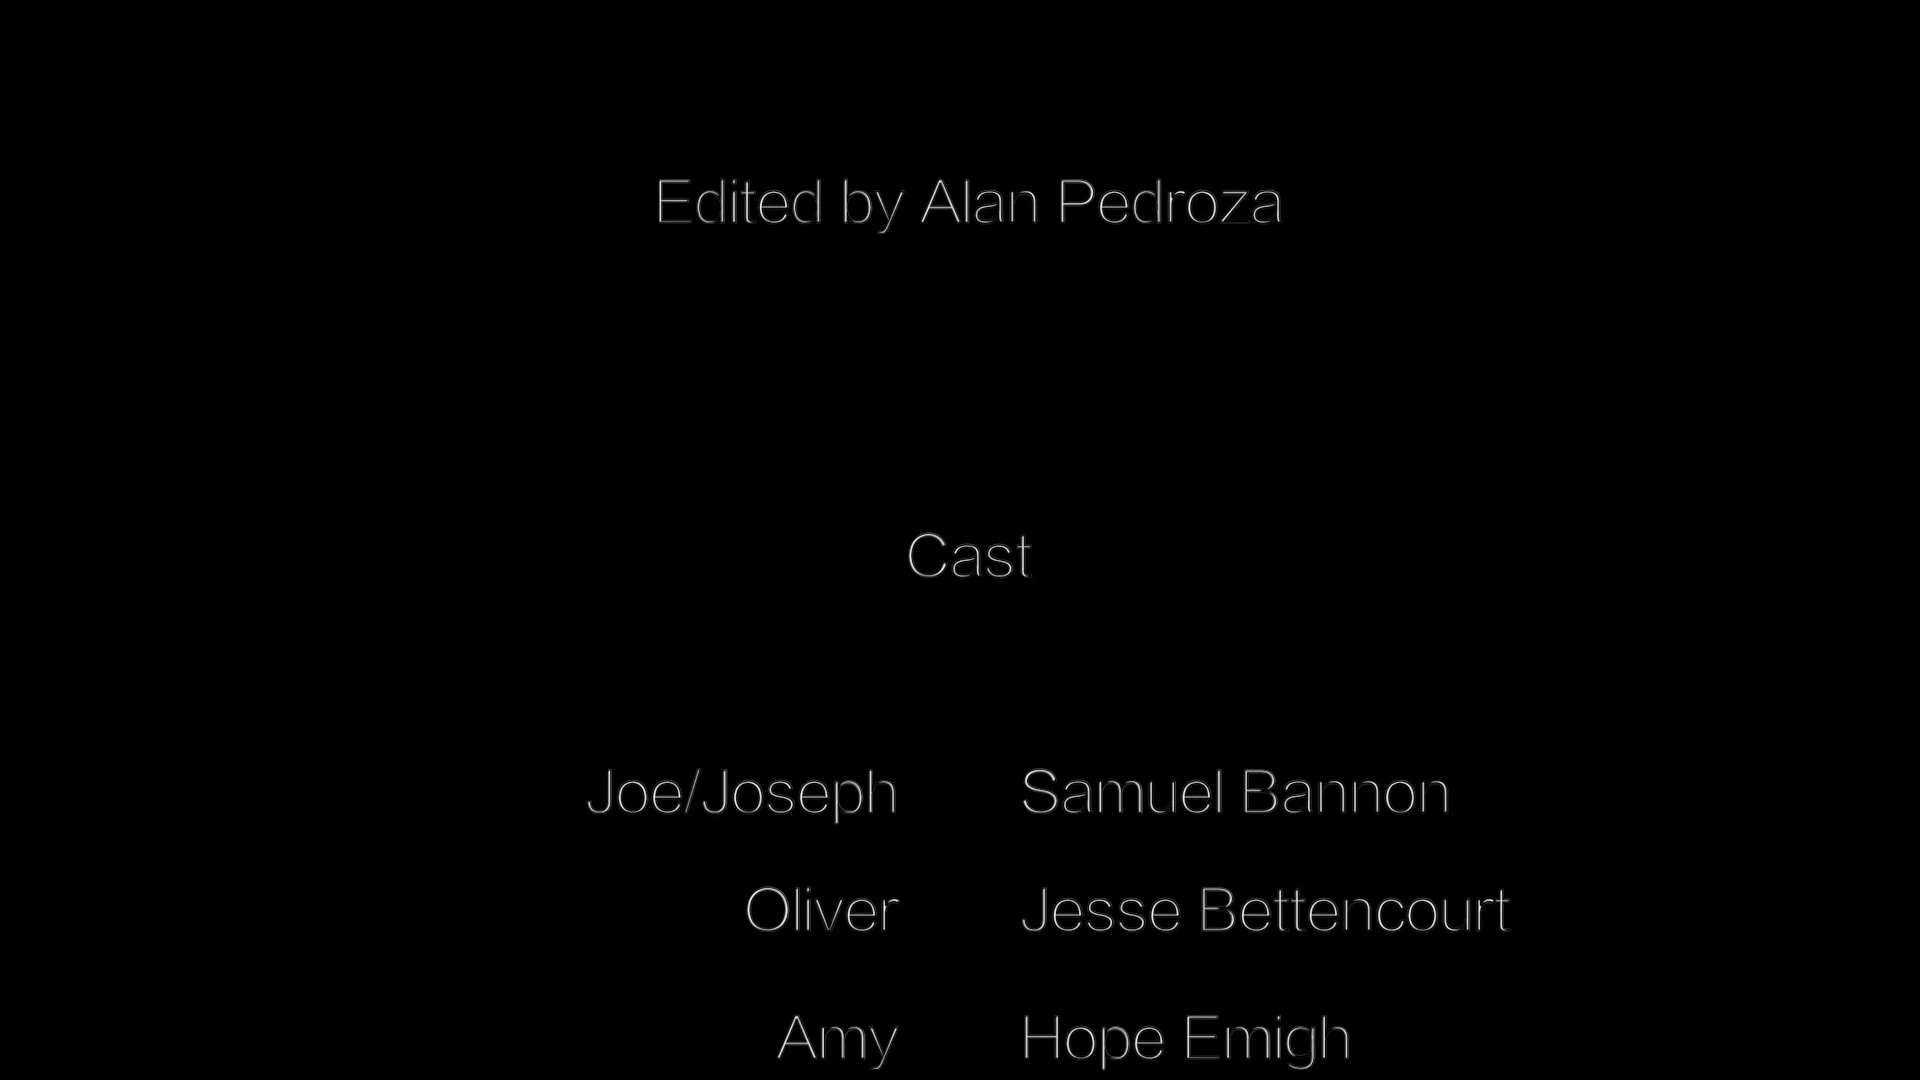 Edited by Alan Pedroza
Cast
Joe/Joseph Samuel Bannon
Oliver Jesse Bettencourt
Amy Hope Emigh